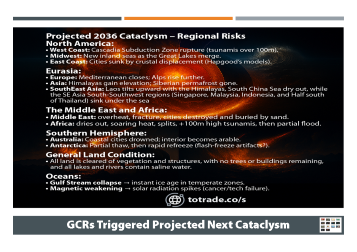 Projected 2036 Cataclysm – Regional Risks
North America:
• West Coast: Cascadia Subduction Zone rupture (tsunamis over 100m).
• Midwest: New inland seas as the Great Lakes merge.
• East Coast: Cities sunk by crustal displacement (Hapgood's models).
Eurasia:
• Europe: Mediterranean closes; Alps rise further.
• Asia: Himalayas gain elevation; Siberian permafrost gone.
• SouthEast Asia: Laos tilts upward with the Himalayas, South China Sea dry out, while
the SE Asia South-Southwest regions (Singapore, Malaysia, Indonesia, and Half south
of Thailand) sink under the sea
The Middle East and Africa:
• Middle East: overheat, fracture, cities destroyed and buried by sand.
• Africa: dries out, soaring heat, splits, +100m high tsunamis, then partial flood.
Southern Hemisphere:
• Australia: Coastal cities drowned; interior becomes arable.
• Antarctica: Partial thaw, then rapid refreeze (flash-freeze artifacts?).
General Land Condition:
• All land is cleared of vegetation and structures, with no trees or buildings remaining,
and all lakes and rivers contain saline water.
Oceans:
• Gulf Stream collapse → instant ice age in temperate zones.
• Magnetic weakening → solar radiation spikes (cancer/tech failure).
totrade.co/s
GCRs Triggered Projected Next Cataclysm